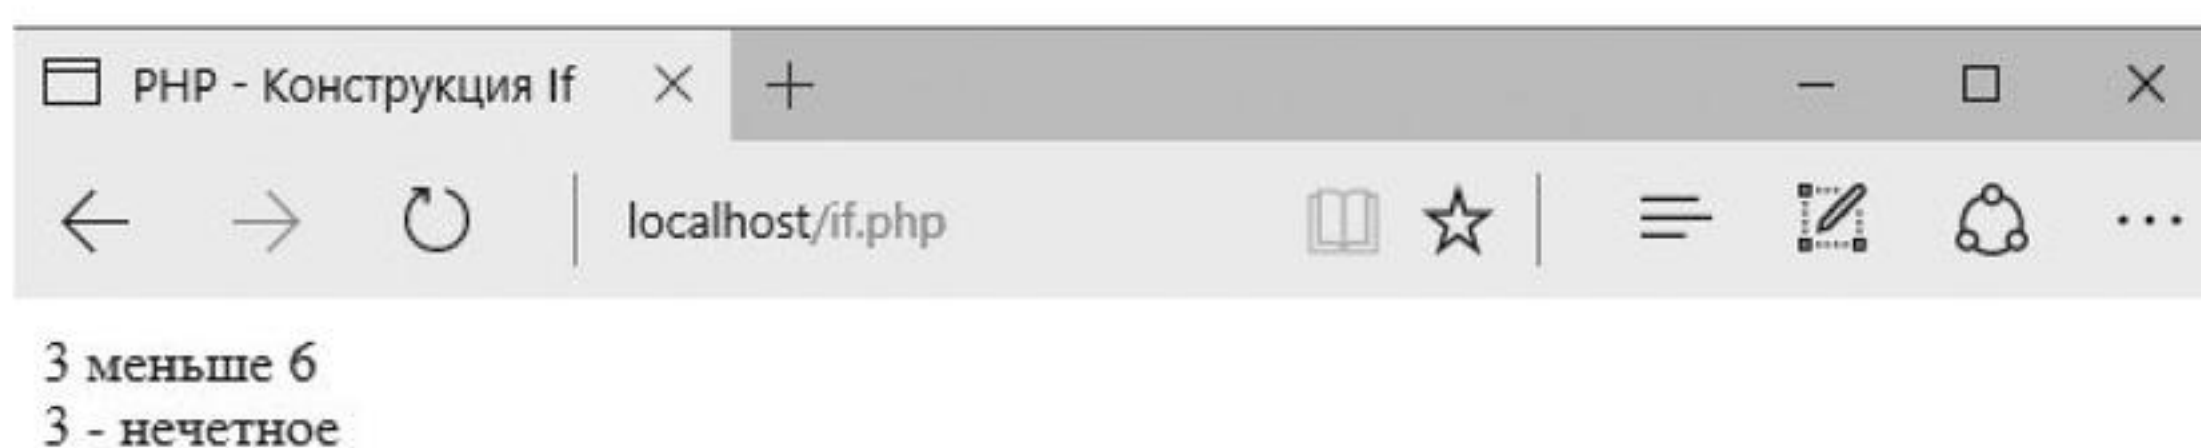 PHP - Конструкция If
localhost/if.php
3 меньше 6
3 - нечетное